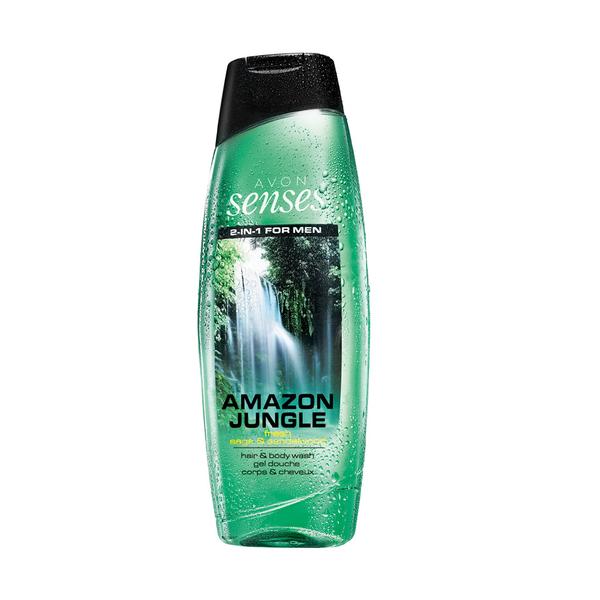 AVON
senses
2-IN-1 FOR MEN
AMAZON
JUNGLE
fresh
sage & sandalwood
hair & body wash
gel douche
corps & cheveux